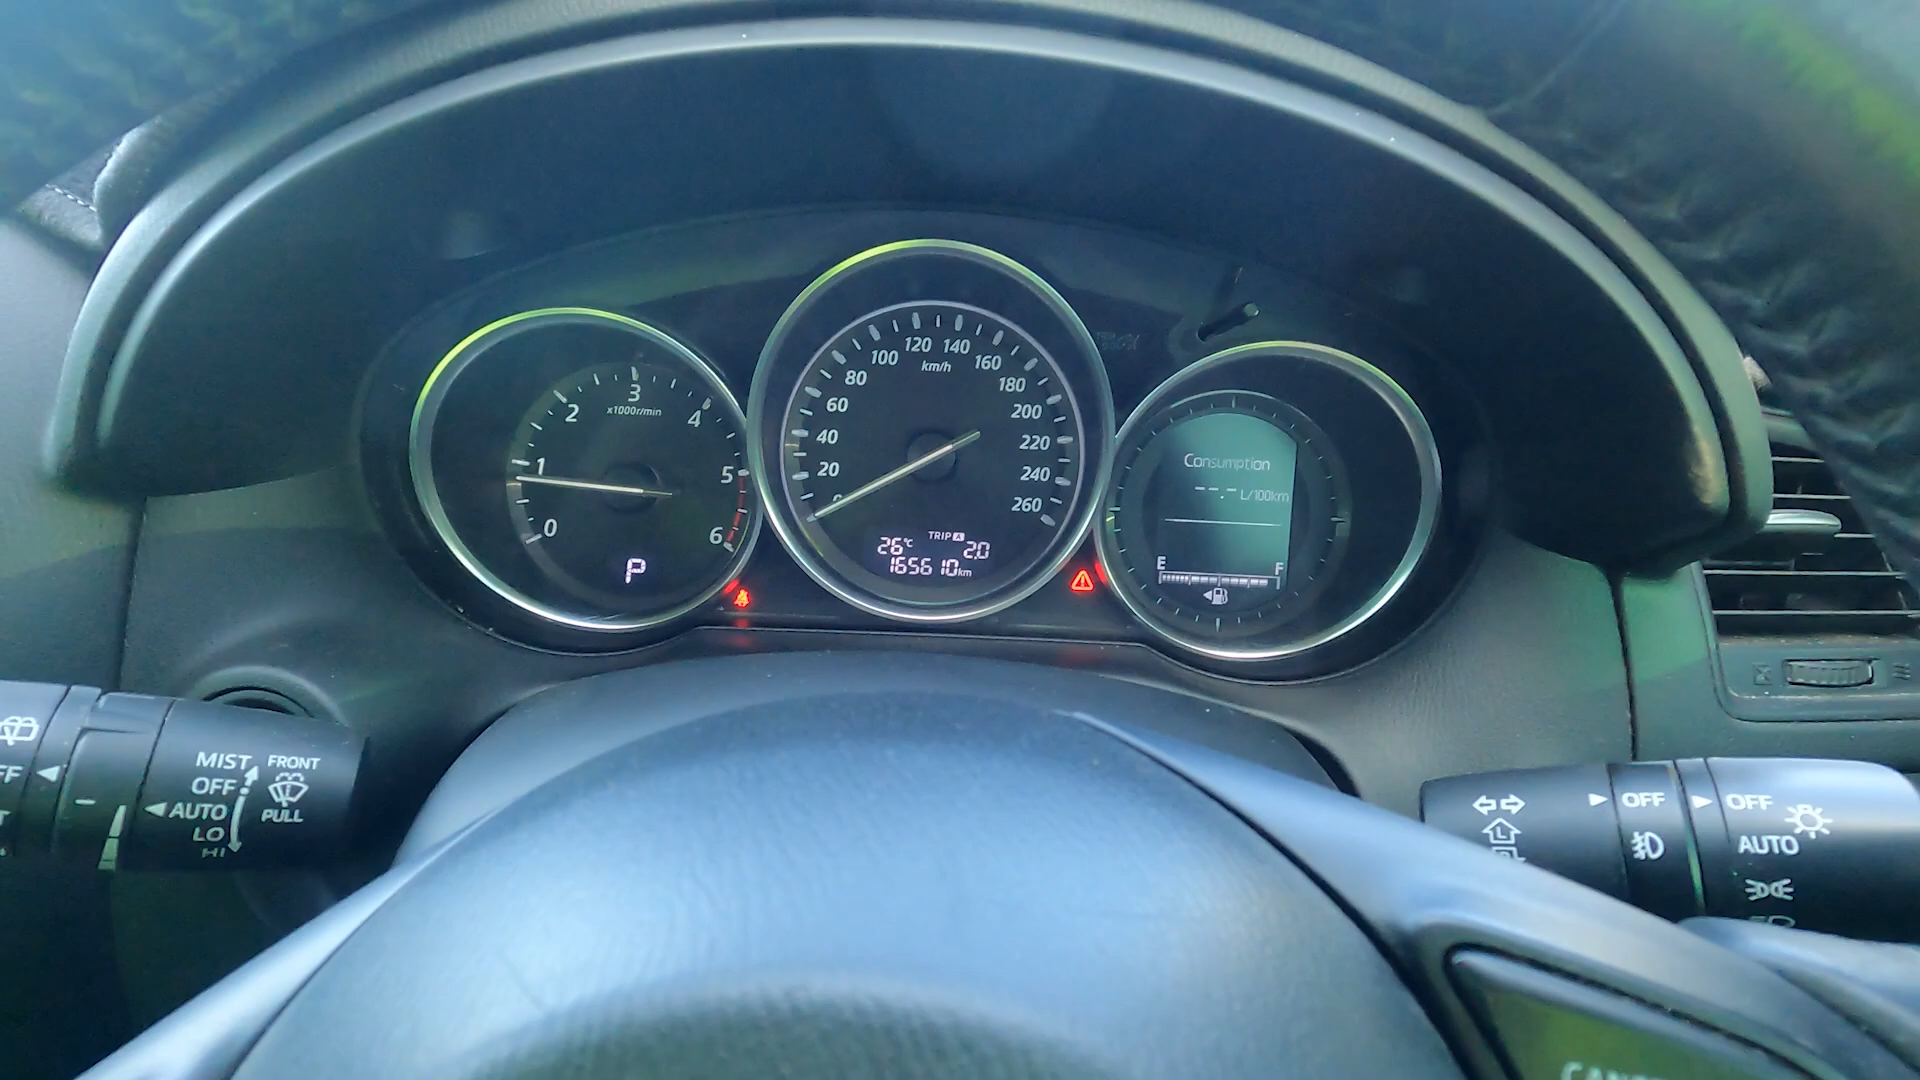 0 1 2 3 4 5 6
x1000r/min
P
0 20 40 60 80 100 120 140 160 180 200 220 240 260
km/h
26°C TRIP A 2.0
165610 km
Consumption
--.- L/100km
E F
MIST FRONT
OFF
AUTO PULL
LO
HI
OFF OFF
AUTO
L